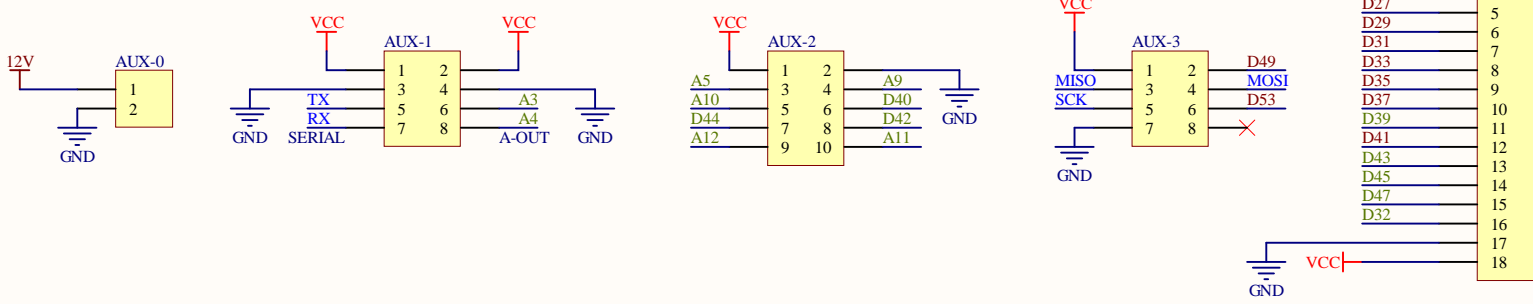 12V
AUX-0
1
2
GND
VCC
VCC
AUX-1
1 2
3 4
TX 5 6 A3
RX 7 8 A4
SERIAL
A-OUT
GND
GND
VCC
AUX-2
1 2
A5 3 4 A9
A10 5 6 D40
D44 7 8 D42
A12 9 10 A11
GND
VCC
AUX-3
1 2 D49
MISO 3 4 MOSI
SCK 5 6 D53
7 8
GND
D27 5
D29 6
D31 7
D33 8
D35 9
D37 10
D39 11
D41 12
D43 13
D45 14
D47 15
D32 16
17
VCC 18
GND